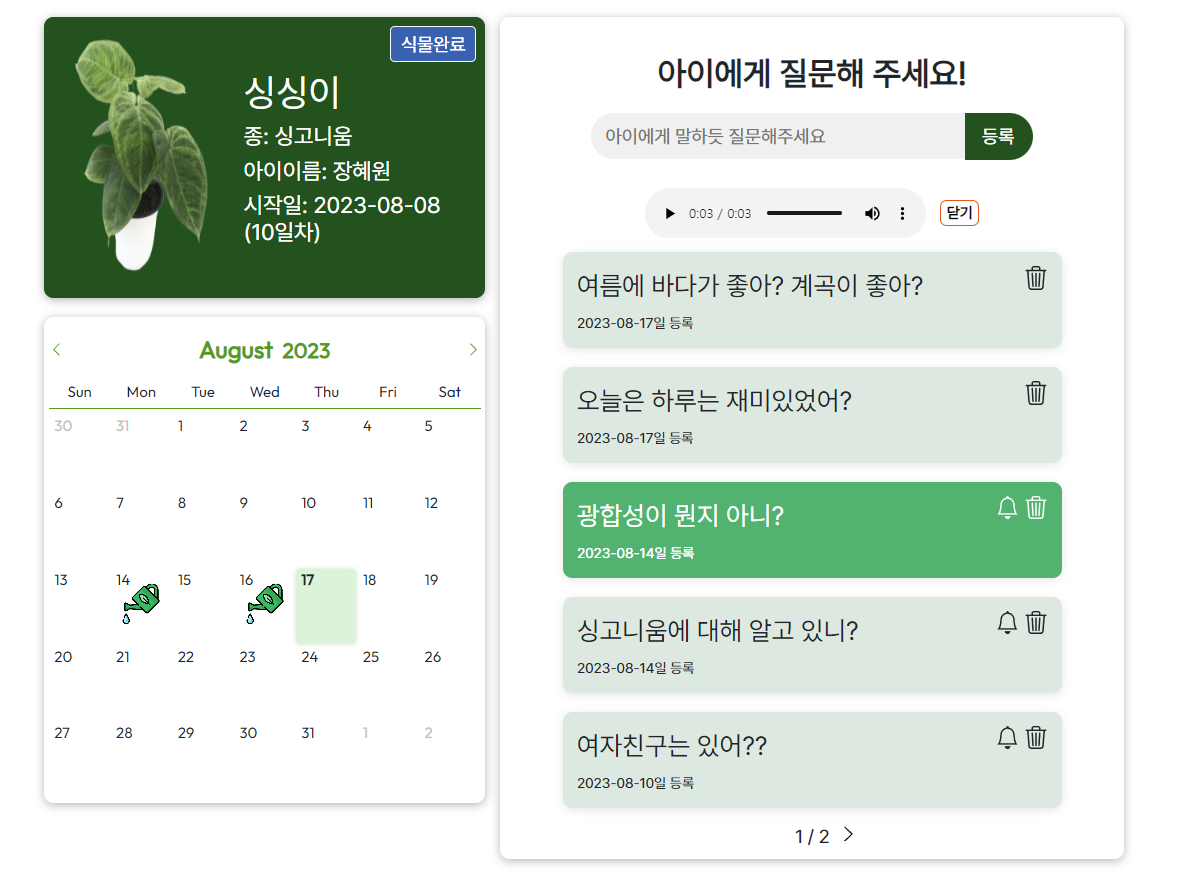 식물완료
싱싱이
종: 싱고니움
아이이름: 장혜원
시작일: 2023-08-08
(10일차)
August 2023
Sun Mon Tue Wed Thu Fri Sat
30 31 1 2 3 4 5
6 7 8 9 10 11 12
13 14 15 16 17 18 19
20 21 22 23 24 25 26
27 28 29 30 31 1 2
아이에게 질문해 주세요!
아이에게 말하듯 질문해주세요 등록
0:03 / 0:03 닫기
여름에 바다가 좋아? 계곡이 좋아?
2023-08-17일 등록
오늘은 하루는 재미있었어?
2023-08-17일 등록
광합성이 뭔지 아니?
2023-08-14일 등록
싱고니움에 대해 알고 있니?
2023-08-14일 등록
여자친구는 있어??
2023-08-10일 등록
1 / 2